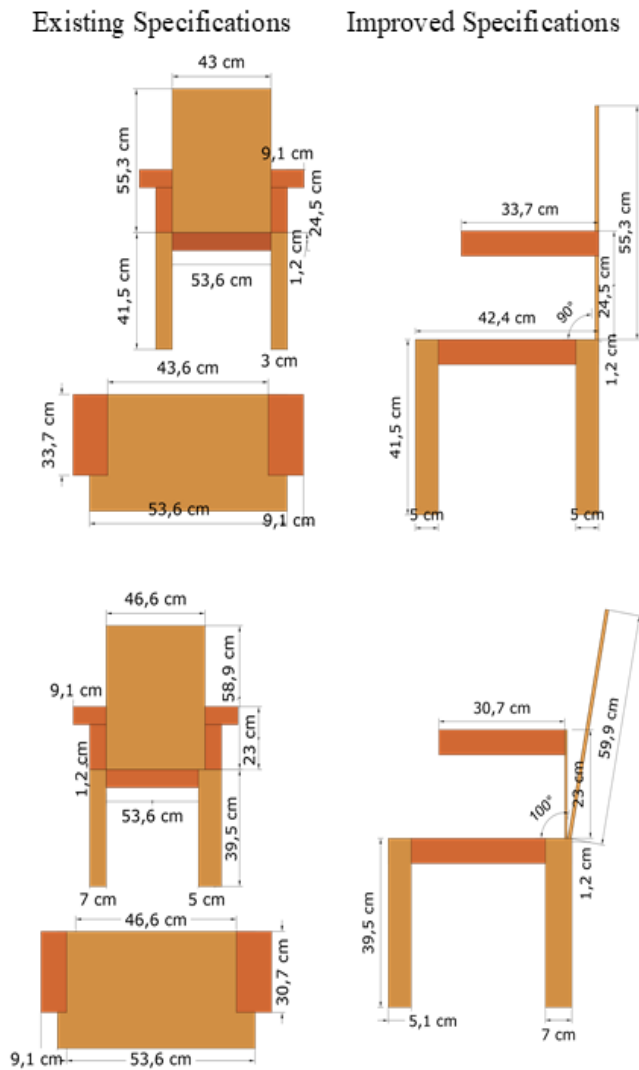 Existing Specifications
Improved Specifications
43 cm
55,3 cm
9,1 cm
24,5 cm
1,2 cm
53,6 cm
41,5 cm
3 cm
43,6 cm
33,7 cm
53,6 cm
9,1 cm
33,7 cm
55,3 cm
24,5 cm
90°
42,4 cm
1,2 cm
41,5 cm
5 cm
5 cm
46,6 cm
58,9 cm
9,1 cm
23 cm
1,2 cm
53,6 cm
39,5 cm
7 cm
5 cm
46,6 cm
30,7 cm
9,1 cm
53,6 cm
30,7 cm
59,9 cm
23 cm
100°
1,2 cm
39,5 cm
5,1 cm
7 cm